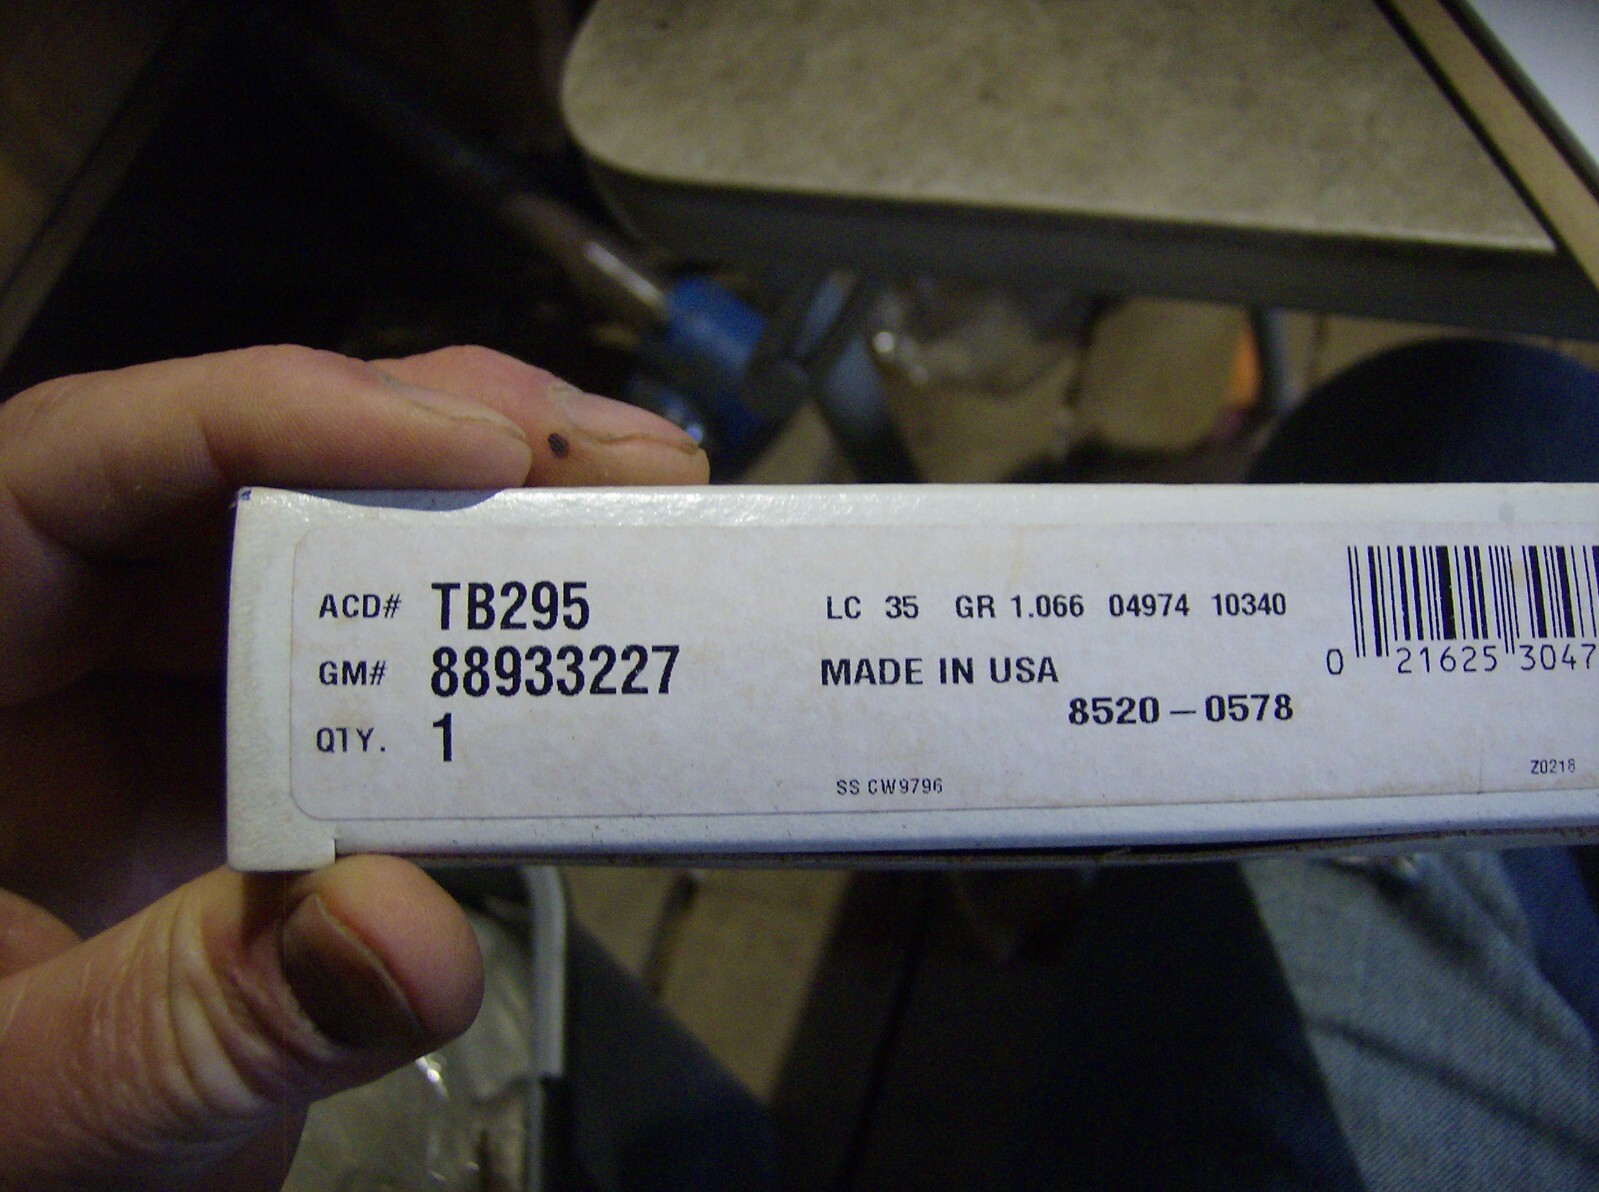 ACD# TB295
GM# 88933227
QTY. 1
LC 35 GR 1.066 04974 10340
MADE IN USA
8520-0578
SS CW9796
0 21625 3047
Z0218